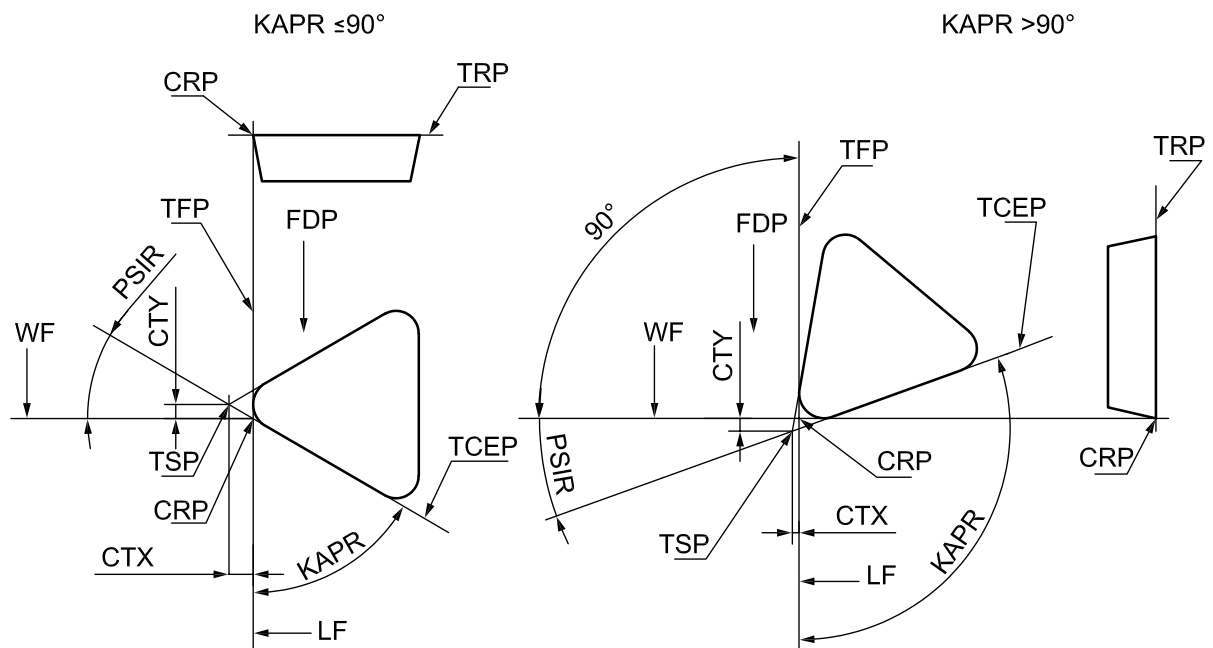 KAPR ≤90°
CRP
TRP
TFP
FDP
PSIR
CTY
WF
TSP
CRP
TCEP
CTX
KAPR
LF
KAPR >90°
TFP
TRP
90°
FDP
TCEP
WF
CTY
PSIR
CRP
CRP
TSP
CTX
KAPR
LF